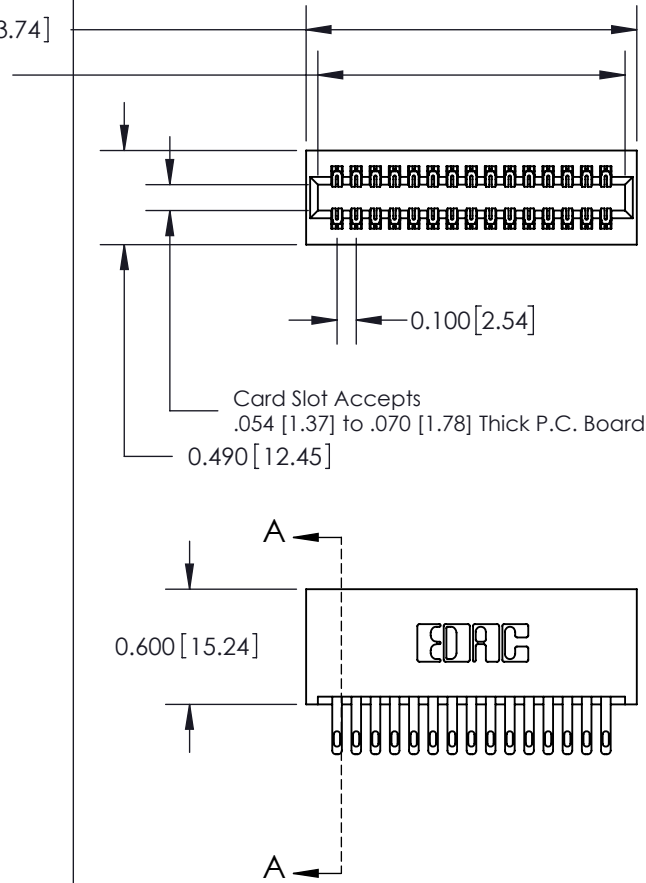 3.74]
0.100[2.54]
Card Slot Accepts
.054 [1.37] to .070 [1.78] Thick P.C. Board
0.490[12.45]
A
0.600[15.24]
EDAC
A